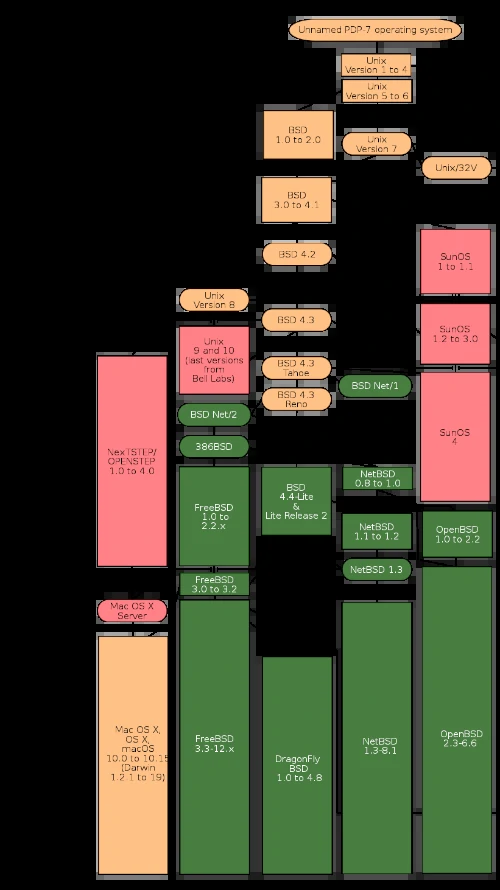 Unnamed PDP-7 operating system
Unix
Version 1 to 4
Unix
Version 5 to 6
BSD
1.0 to 2.0
Unix
Version 7
Unix/32V
BSD
3.0 to 4.1
SunOS
1 to 1.1
BSD 4.2
Unix
Version 8
BSD 4.3
SunOS
1.2 to 3.0
Unix
9 and 10
(last versions
from
Bell Labs)
BSD 4.3
Tahoe
BSD Net/1
BSD 4.3
Reno
BSD Net/2
SunOS
4
386BSD
NexTSTEP/
OPENSTEP
1.0 to 4.0
NetBSD
0.8 to 1.0
BSD
4.4-Lite
&
Lite Release 2
FreeBSD
1.0 to
2.2.x
NetBSD
1.1 to 1.2
OpenBSD
1.0 to 2.2
NetBSD 1.3
FreeBSD
3.0 to 3.2
Mac OS X
Server
Mac OS X,
OS X,
macOS
10.0 to 10.15
(Darwin
1.2.1 to 19)
FreeBSD
3.3-12.x
DragonFly
BSD
1.0 to 4.8
NetBSD
1.3-8.1
OpenBSD
2.3-6.6